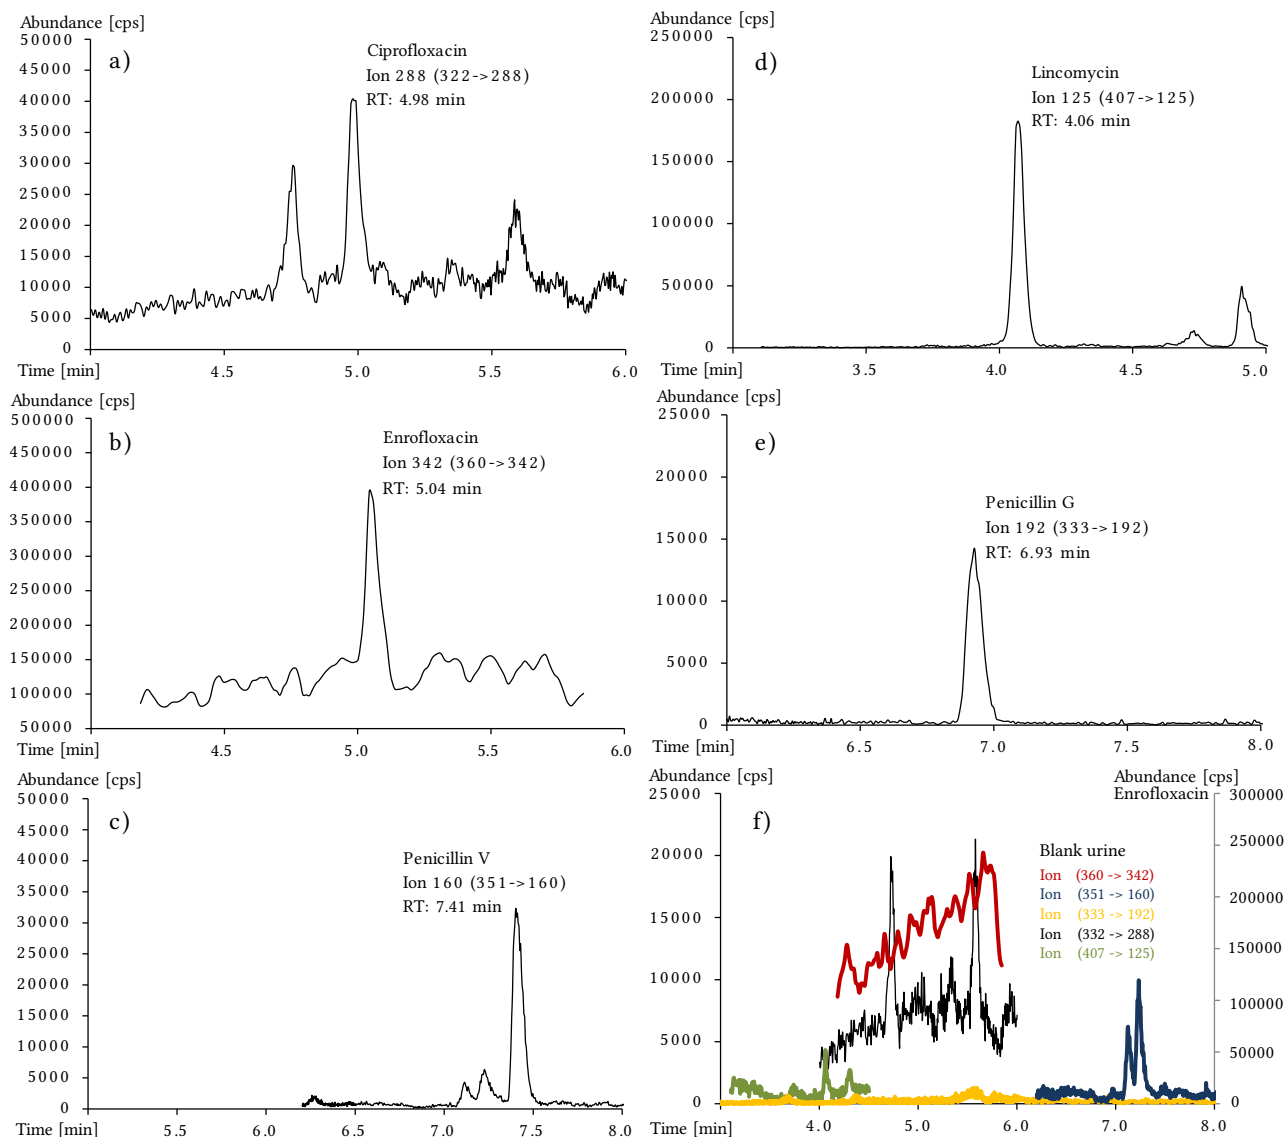 Abundance [cps]
50000
45000
40000
35000
30000
25000
20000
15000
10000
5000
0
a)
Ciprofloxacin
Ion 288 (322->288)
RT: 4.98 min
Time [min]
4.5
5.0
5.5
6.0
Abundance [cps]
250000
200000
150000
100000
50000
0
d)
Lincomycin
Ion 125 (407->125)
RT: 4.06 min
Time [min]
3.5
4.0
4.5
5.0
Abundance [cps]
500000
450000
400000
350000
300000
250000
200000
150000
100000
50000
b)
Enrofloxacin
Ion 342 (360->342)
RT: 5.04 min
Time [min]
4.5
5.0
5.5
6.0
Abundance [cps]
25000
20000
15000
10000
5000
0
e)
Penicillin G
Ion 192 (333->192)
RT: 6.93 min
Time [min]
6.5
7.0
7.5
8.0
Abundance [cps]
50000
45000
40000
35000
30000
25000
20000
15000
10000
5000
0
c)
Penicillin V
Ion 160 (351->160)
RT: 7.41 min
Time [min]
5.5
6.0
6.5
7.0
7.5
8.0
Abundance [cps]
25000
20000
15000
10000
5000
0
f)
Abundance [cps]
Enrofloxacin
300000
250000
200000
150000
100000
50000
0
Blank urine
Ion (360 -> 342)
Ion (351 -> 160)
Ion (333 -> 192)
Ion (332 -> 288)
Ion (407 -> 125)
Time [min]
4.0
5.0
6.0
7.0
8.0